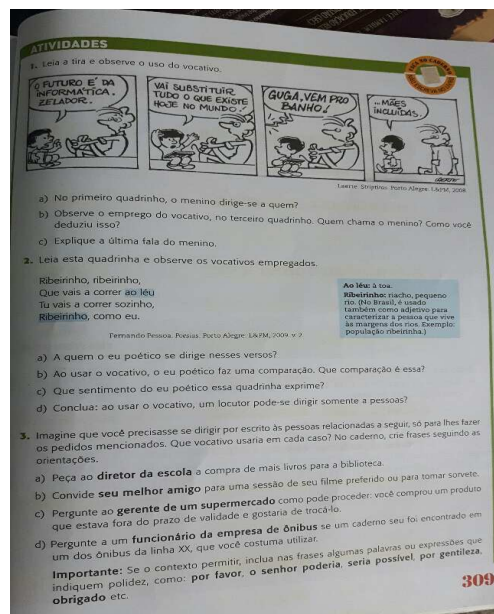 ATIVIDADES
1. Leia a tira e observe o uso do vocativo.
O FUTURO É DA
INFORMÁTICA,
ZELADOR.
VAI SUBSTITUIR
TUDO O QUE EXISTE
HOJE NO MUNDO!
GUGA, VEM PRO
BANHO!
...MÃES
INCLUÍDAS.
Laerte. Striptiras. Porto Alegre: L&PM, 2008.
a) No primeiro quadrinho, o menino dirige-se a quem?
b) Observe o emprego do vocativo, no terceiro quadrinho. Quem chama o menino? Como você
deduziu isso?
c) Explique a última fala do menino.
2. Leia esta quadrinha e observe os vocativos empregados.
Ribeirinho, ribeirinho,
Que vais a correr ao léu
Tu vais a correr sozinho,
Ribeirinho, como eu.
Fernando Pessoa. Poesias. Porto Alegre: L&PM, 2009. v. 2
Ao léu: à toa.
Ribeirinho: riacho, pequeno
rio. (No Brasil, é usado
também como adjetivo para
caracterizar a pessoa que vive
às margens dos rios. Exemplo:
população ribeirinha.)
a) A quem o eu poético se dirige nesses versos?
b) Ao usar o vocativo, o eu poético faz uma comparação. Que comparação é essa?
c) Que sentimento do eu poético essa quadrinha exprime?
d) Conclua: ao usar o vocativo, um locutor pode-se dirigir somente a pessoas?
3. Imagine que você precisasse se dirigir por escrito às pessoas relacionadas a seguir, só para lhes fazer
os pedidos mencionados. Que vocativo usaria em cada caso? No caderno, crie frases seguindo as
orientações.
a) Peça ao diretor da escola a compra de mais livros para a biblioteca.
b) Convide seu melhor amigo para uma sessão de seu filme preferido ou para tomar sorvete.
c) Pergunte ao gerente de um supermercado como pode proceder: você comprou um produto
que estava fora do prazo de validade e gostaria de trocá-lo.
d) Pergunte a um funcionário da empresa de ônibus se um caderno seu foi encontrado em
um dos ônibus da linha XX, que você costuma utilizar.
Importante: Se o contexto permitir, inclua nas frases algumas palavras ou expressões que
indiquem polidez, como: por favor, o senhor poderia, seria possível, por gentileza,
obrigado etc.
309